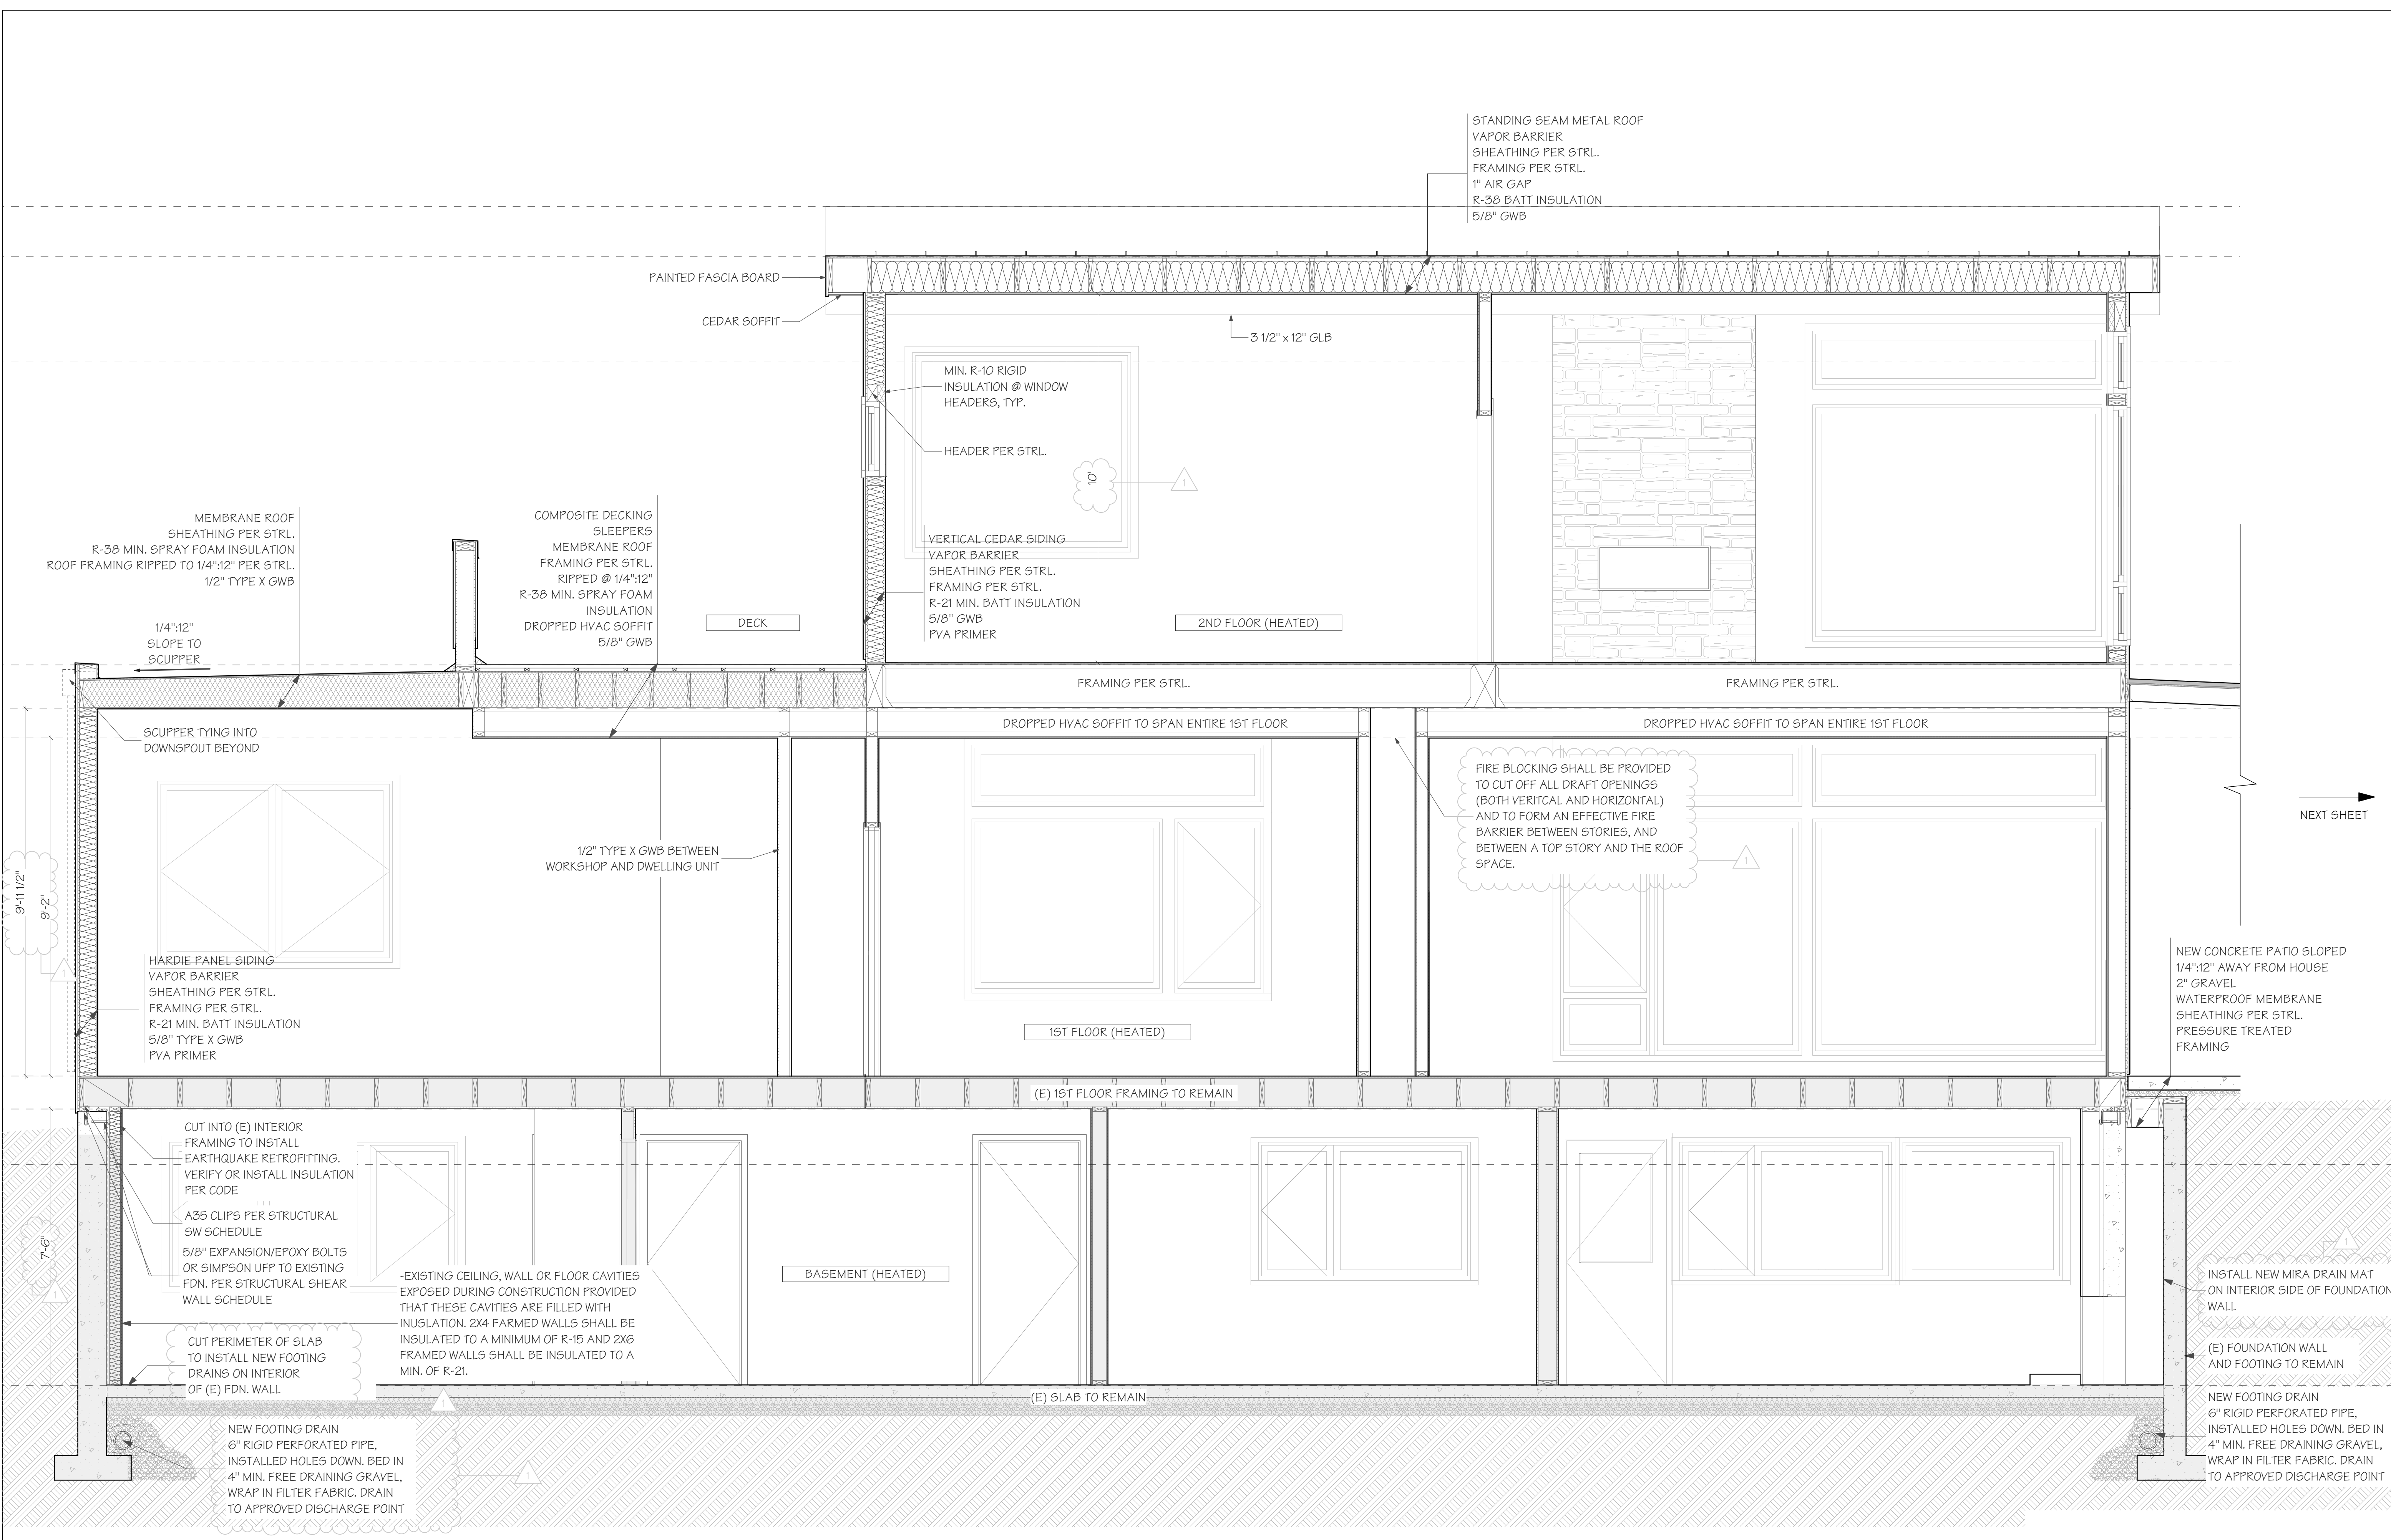 STANDING SEAM METAL ROOF
VAPOR BARRIER
SHEATHING PER STRL.
FRAMING PER STRL.
1" AIR GAP
R-38 BATT INSULATION
5/8" GWB
PAINTED FASCIA BOARD
CEDAR SOFFIT
3 1/2" x 12" GLB
MIN. R-10 RIGID
INSULATION @ WINDOW
HEADERS, TYP.
HEADER PER STRL.
10'
1
MEMBRANE ROOF
SHEATHING PER STRL.
R-38 MIN. SPRAY FOAM INSULATION
ROOF FRAMING RIPPED TO 1/4":12" PER STRL.
1/2" TYPE X GWB
1/4":12"
SLOPE TO
SCUPPER
COMPOSITE DECKING
SLEEPERS
MEMBRANE ROOF
FRAMING PER STRL.
RIPPED @ 1/4":12"
R-38 MIN. SPRAY FOAM
INSULATION
DROPPED HVAC SOFFIT
5/8" GWB
DECK
VERTICAL CEDAR SIDING
VAPOR BARRIER
SHEATHING PER STRL.
FRAMING PER STRL.
R-21 MIN. BATT INSULATION
5/8" GWB
PVA PRIMER
2ND FLOOR (HEATED)
FRAMING PER STRL.
FRAMING PER STRL.
DROPPED HVAC SOFFIT TO SPAN ENTIRE 1ST FLOOR
DROPPED HVAC SOFFIT TO SPAN ENTIRE 1ST FLOOR
SCUPPER TYING INTO
DOWNSPOUT BEYOND
FIRE BLOCKING SHALL BE PROVIDED
TO CUT OFF ALL DRAFT OPENINGS
(BOTH VERITCAL AND HORIZONTAL)
AND TO FORM AN EFFECTIVE FIRE
BARRIER BETWEEN STORIES, AND
BETWEEN A TOP STORY AND THE ROOF
SPACE.
1
NEXT SHEET
1/2" TYPE X GWB BETWEEN
WORKSHOP AND DWELLING UNIT
9'-11 1/2"
9'-2"
1
HARDIE PANEL SIDING
VAPOR BARRIER
SHEATHING PER STRL.
FRAMING PER STRL.
R-21 MIN. BATT INSULATION
5/8" TYPE X GWB
PVA PRIMER
1ST FLOOR (HEATED)
NEW CONCRETE PATIO SLOPED
1/4":12" AWAY FROM HOUSE
2" GRAVEL
WATERPROOF MEMBRANE
SHEATHING PER STRL.
PRESSURE TREATED
FRAMING
(E) 1ST FLOOR FRAMING TO REMAIN
CUT INTO (E) INTERIOR
FRAMING TO INSTALL
EARTHQUAKE RETROFITTING.
VERIFY OR INSTALL INSULATION
PER CODE
A35 CLIPS PER STRUCTURAL
SW SCHEDULE
5/8" EXPANSION/EPOXY BOLTS
OR SIMPSON UFP TO EXISTING
FDN. PER STRUCTURAL SHEAR
WALL SCHEDULE
7'-6"
1
-EXISTING CEILING, WALL OR FLOOR CAVITIES
EXPOSED DURING CONSTRUCTION PROVIDED
THAT THESE CAVITIES ARE FILLED WITH
INUSLATION. 2X4 FARMED WALLS SHALL BE
INSULATED TO A MINIMUM OF R-15 AND 2X6
FRAMED WALLS SHALL BE INSULATED TO A
MIN. OF R-21.
BASEMENT (HEATED)
CUT PERIMETER OF SLAB
TO INSTALL NEW FOOTING
DRAINS ON INTERIOR
OF (E) FDN. WALL
1
(E) SLAB TO REMAIN
NEW FOOTING DRAIN
6" RIGID PERFORATED PIPE,
INSTALLED HOLES DOWN. BED IN
4" MIN. FREE DRAINING GRAVEL,
WRAP IN FILTER FABRIC. DRAIN
TO APPROVED DISCHARGE POINT
1
1
INSTALL NEW MIRA DRAIN MAT
ON INTERIOR SIDE OF FOUNDATION
WALL
(E) FOUNDATION WALL
AND FOOTING TO REMAIN
NEW FOOTING DRAIN
6" RIGID PERFORATED PIPE,
INSTALLED HOLES DOWN. BED IN
4" MIN. FREE DRAINING GRAVEL,
WRAP IN FILTER FABRIC. DRAIN
TO APPROVED DISCHARGE POINT